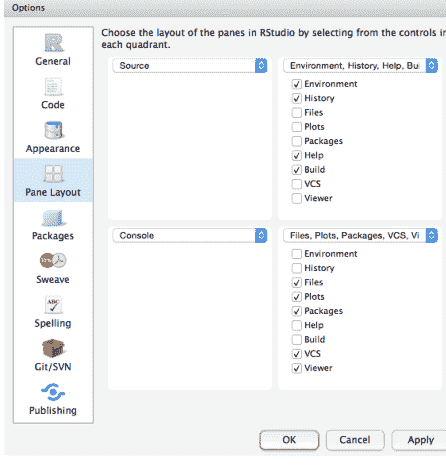 Options
Choose the layout of the panes in RStudio by selecting from the controls in
each quadrant.
General
Code
Appearance
Pane Layout
Packages
Sweave
ABC
Spelling
Git/SVN
Publishing
Source
Environment, History, Help, Bui
Environment
History
Files
Plots
Packages
Help
Build
VCS
Viewer
Console
Files, Plots, Packages, VCS, Vi
Environment
History
Files
Plots
Packages
Help
Build
VCS
Viewer
OK
Cancel
Apply